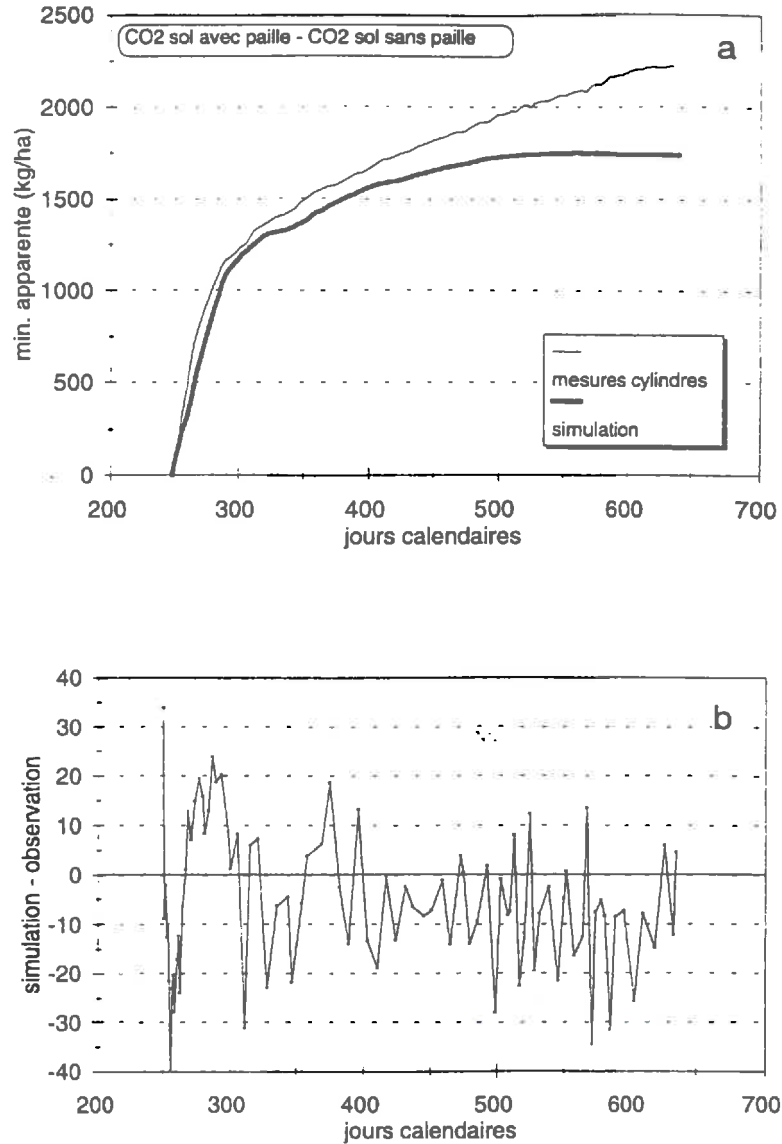 CO2 sol avec paille - CO2 sol sans paille
a
2500
2000
1500
1000
500
0
min. apparente (kg/ha)
mesures cylindres
simulation
200 300 400 500 600 700
jours calendaires
b
40
30
20
10
0
-10
-20
-30
-40
simulation - observation
200 300 400 500 600 700
jours calendaires